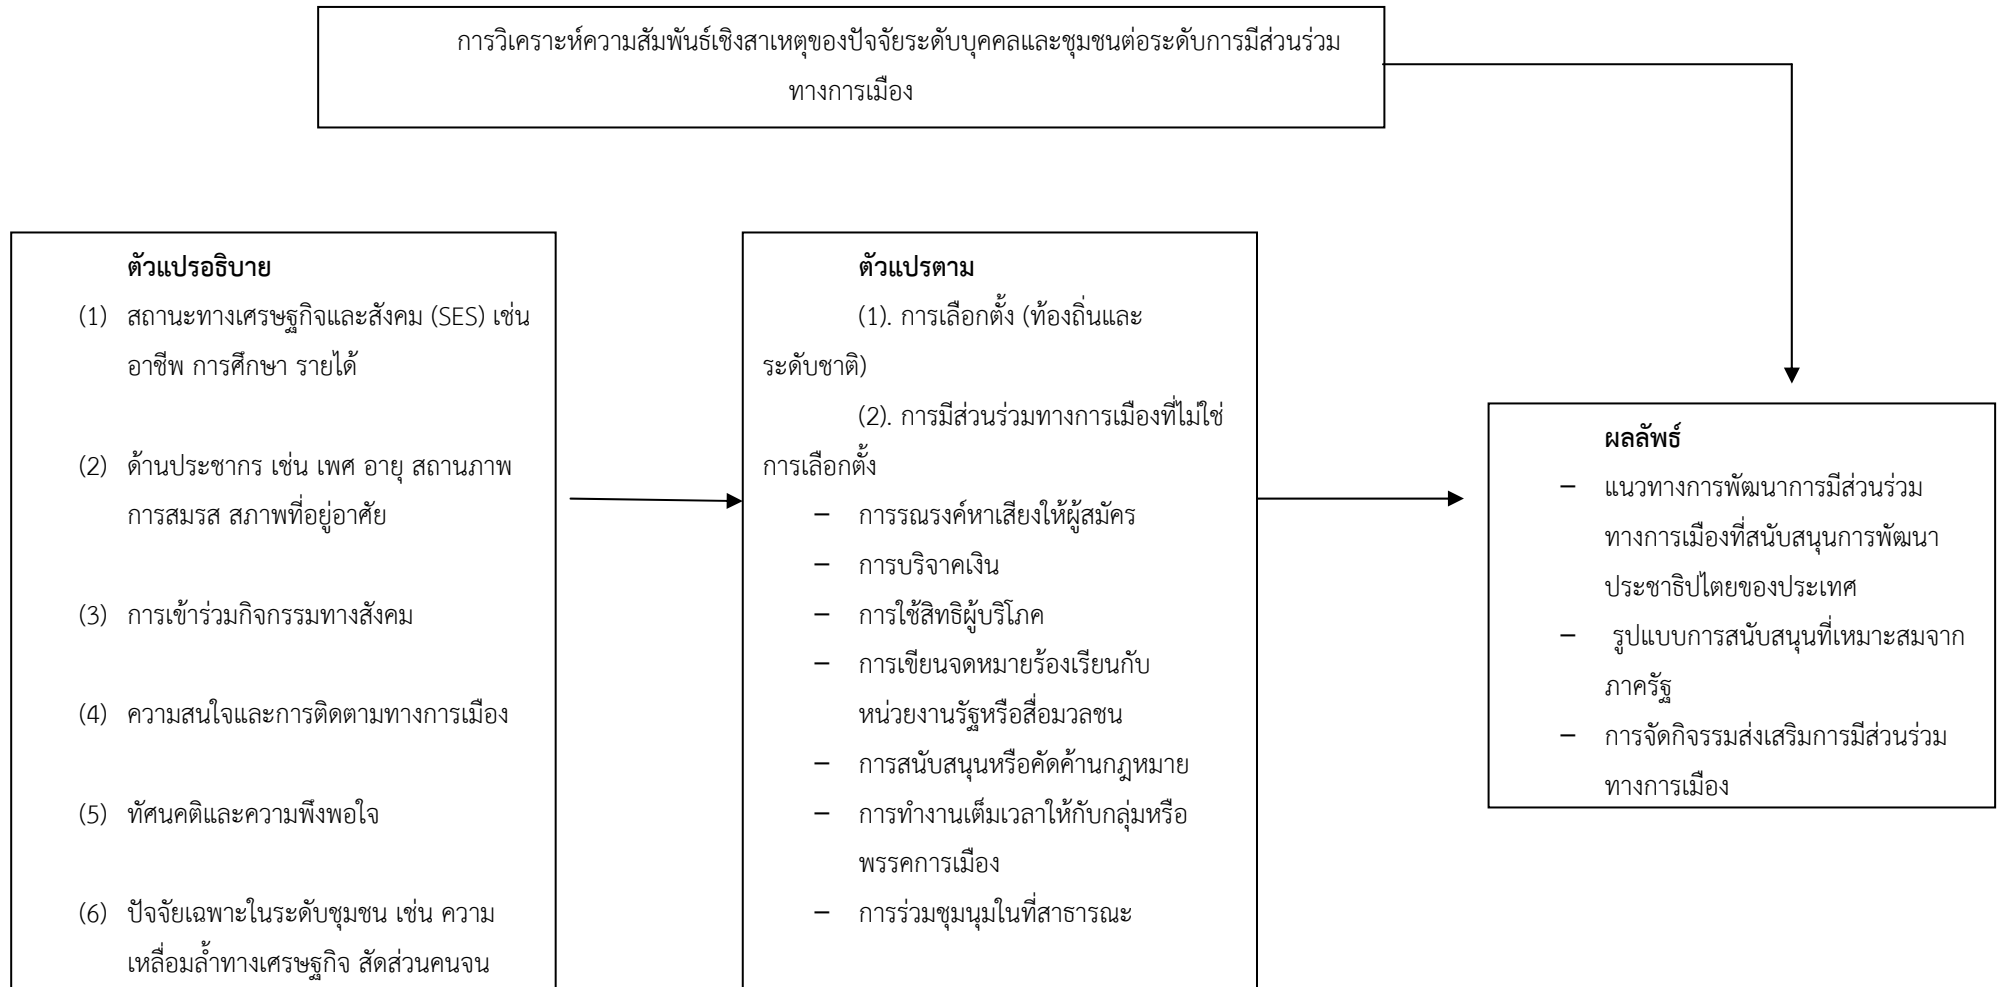 การวิเคราะห์ความสัมพันธ์เชิงสาเหตุของปัจจัยระดับบุคคลและชุมชนต่อระดับการมีส่วนร่วม
ทางการเมือง
ตัวแปรอธิบาย
(1) สถานะทางเศรษฐกิจและสังคม (SES) เช่น
อาชีพ การศึกษา รายได้
(2) ด้านประชากร เช่น เพศ อายุ สถานภาพ
การสมรส สภาพที่อยู่อาศัย
(3) การเข้าร่วมกิจกรรมทางสังคม
(4) ความสนใจและการติดตามทางการเมือง
(5) ทัศนคติและความพึงพอใจ
(6) ปัจจัยเฉพาะในระดับชุมชน เช่น ความ
เหลื่อมล้ำทางเศรษฐกิจ สัดส่วนคนจน
ตัวแปรตาม
(1). การเลือกตั้ง (ท้องถิ่นและ
ระดับชาติ)
(2). การมีส่วนร่วมทางการเมืองที่ไม่ใช่
การเลือกตั้ง
– การรณรงค์หาเสียงให้ผู้สมัคร
– การบริจาคเงิน
– การใช้สิทธิผู้บริโภค
– การเขียนจดหมายร้องเรียนกับ
หน่วยงานรัฐหรือสื่อมวลชน
– การสนับสนุนหรือคัดค้านกฎหมาย
– การทำงานเต็มเวลาให้กับกลุ่มหรือ
พรรคการเมือง
– การร่วมชุมนุมในที่สาธารณะ
ผลลัพธ์
– แนวทางการพัฒนาการมีส่วนร่วม
ทางการเมืองที่สนับสนุนการพัฒนา
ประชาธิปไตยของประเทศ
– รูปแบบการสนับสนุนที่เหมาะสมจาก
ภาครัฐ
– การจัดกิจรรมส่งเสริมการมีส่วนร่วม
ทางการเมือง